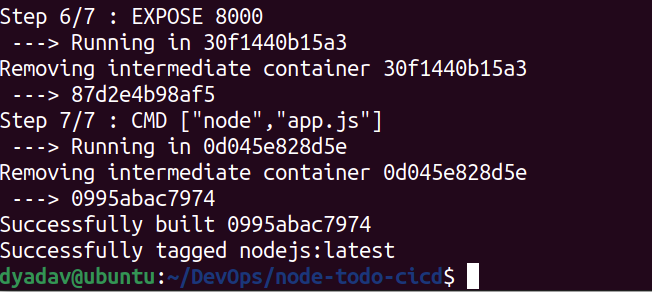 Step 6/7 : EXPOSE 8000
 ---> Running in 30f1440b15a3
Removing intermediate container 30f1440b15a3
 ---> 87d2e4b98af5
Step 7/7 : CMD ["node","app.js"]
 ---> Running in 0d045e828d5e
Removing intermediate container 0d045e828d5e
 ---> 0995abac7974
Successfully built 0995abac7974
Successfully tagged nodejs:latest
dyadav@ubuntu:~/DevOps/node-todo-cicd$